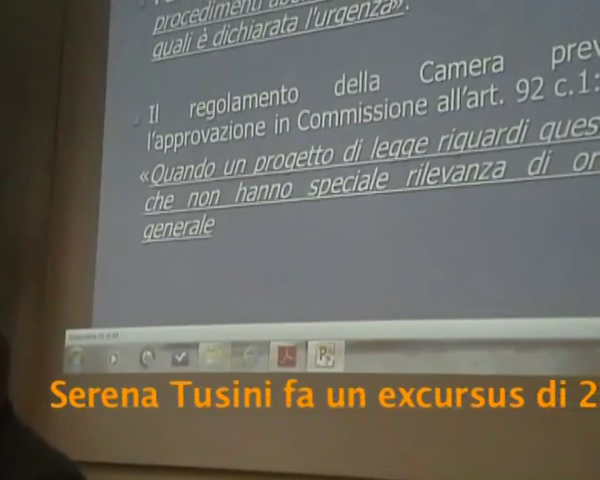 procedimenti
quali è dichiarata l'urgenza».
Il regolamento della Camera prev
l'approvazione in Commissione all'art. 92 c.1:
«Quando un progetto di legge riguardi ques
che non hanno speciale rilevanza di or
generale
Serena Tusini fa un excursus di 2